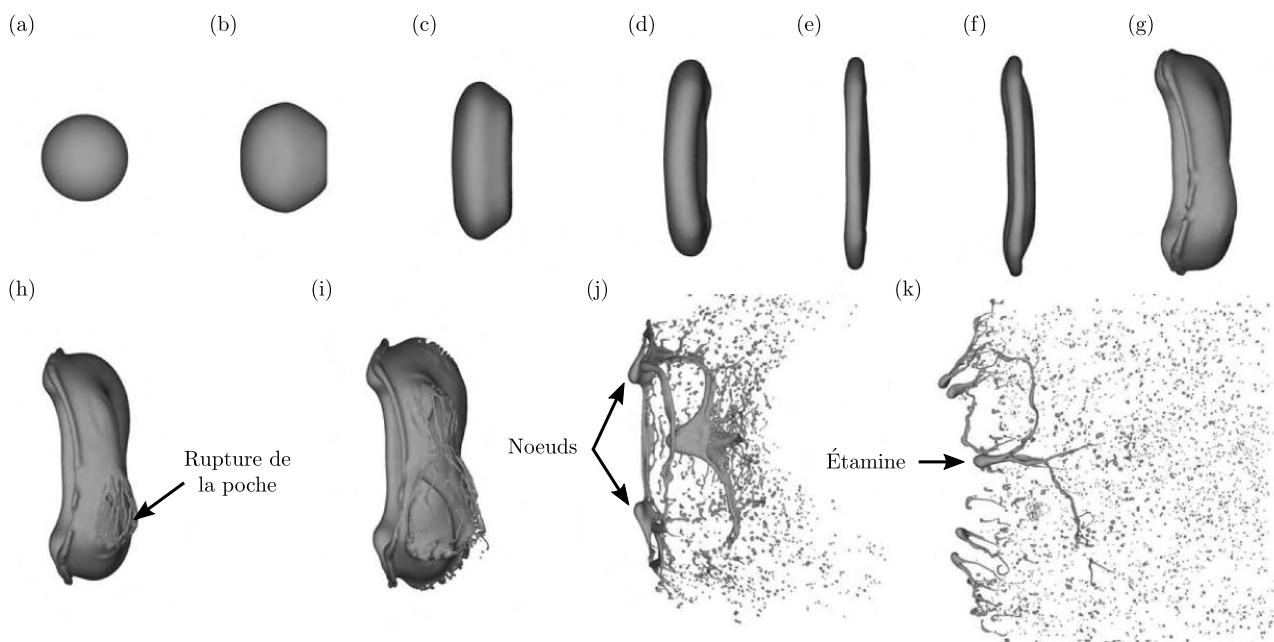 (a)
(b)
(c)
(d)
(e)
(f)
(g)
(h)
(i)
(j)
(k)
Rupture de
la poche
Noeuds
Étamine